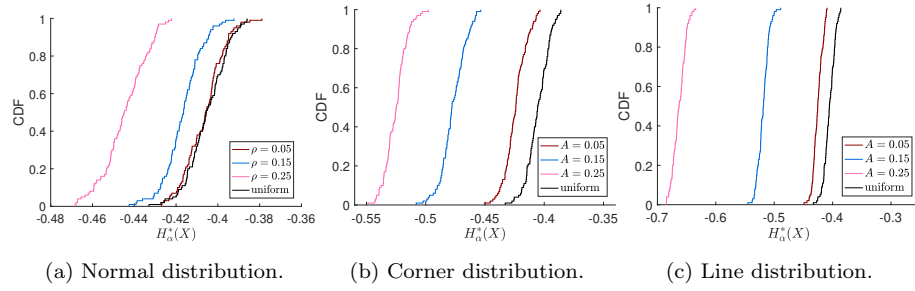 1
0.8
0.6
0.4
0.2
0
CDF
-0.48 -0.46 -0.44 -0.42 -0.4 -0.38 -0.36
H*α(X)
ρ = 0.05
ρ = 0.15
ρ = 0.25
uniform
(a) Normal distribution.
1
0.8
0.6
0.4
0.2
0
CDF
-0.55 -0.5 -0.45 -0.4 -0.35
H*α(X)
A = 0.05
A = 0.15
A = 0.25
uniform
(b) Corner distribution.
1
0.8
0.6
0.4
0.2
0
CDF
-0.7 -0.6 -0.5 -0.4 -0.3
H*α(X)
A = 0.05
A = 0.15
A = 0.25
uniform
(c) Line distribution.